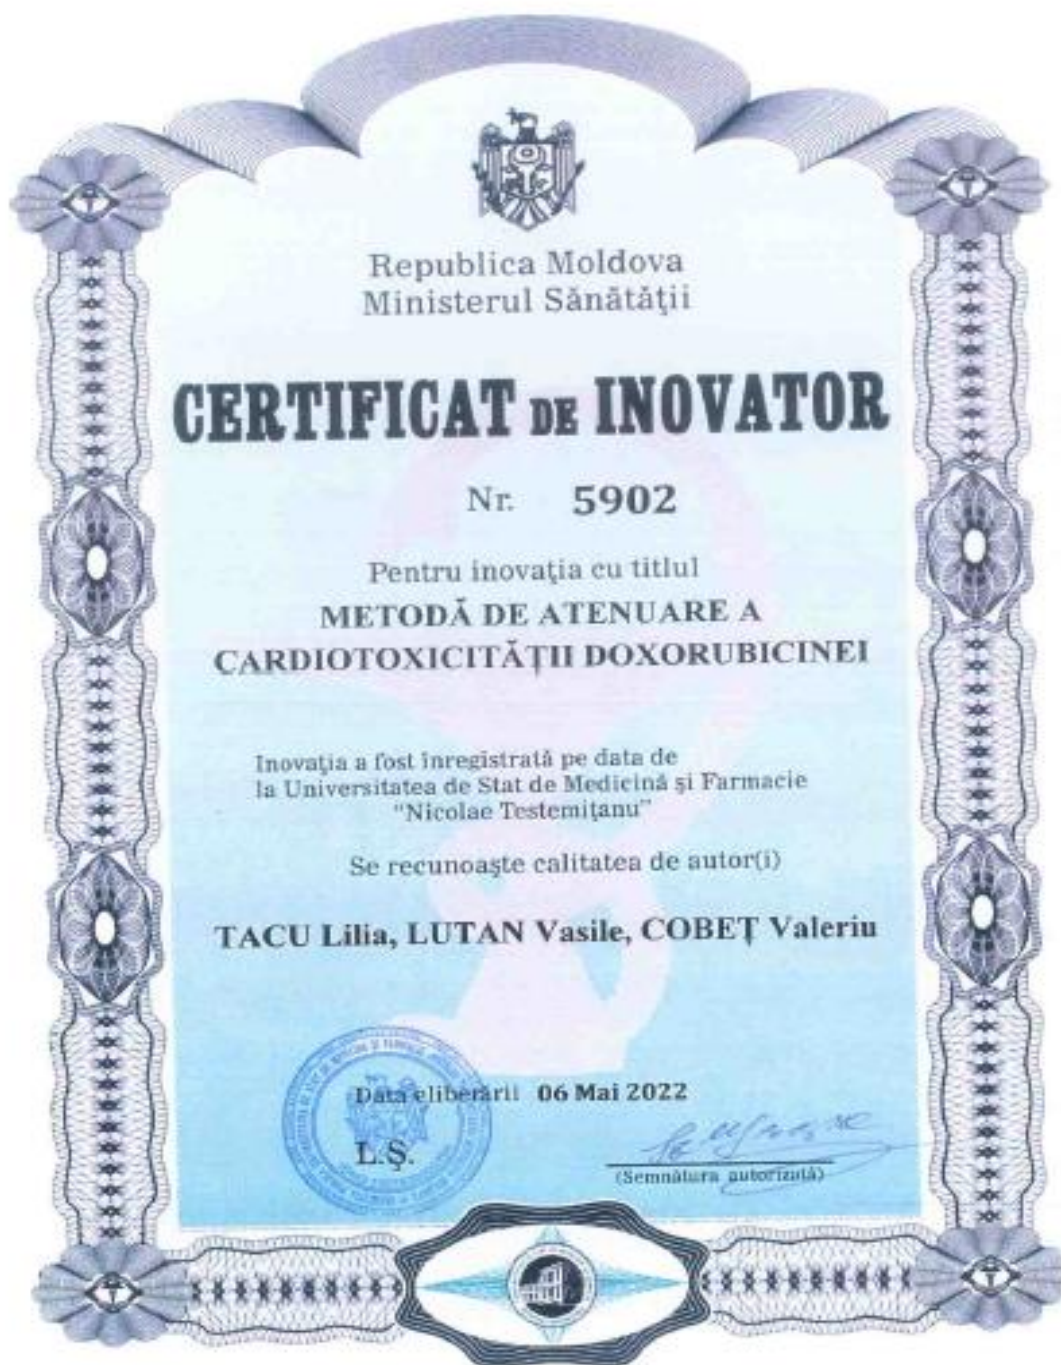 Republica Moldova
Ministerul Sănătăţii
CERTIFICAT DE INOVATOR
Nr. 5902
Pentru inovaţia cu titlul
METODĂ DE ATENUARE A
CARDIOTOXICITĂŢII DOXORUBICINEI
Inovaţia a fost înregistrată pe data de
la Universitatea de Stat de Medicină şi Farmacie
"Nicolae Testemiţanu"
Se recunoaşte calitatea de autor(i)
TACU Lilia, LUTAN Vasile, COBEŢ Valeriu
Data eliberării 06 Mai 2022
L.Ş.
(Semnătura autorizată)